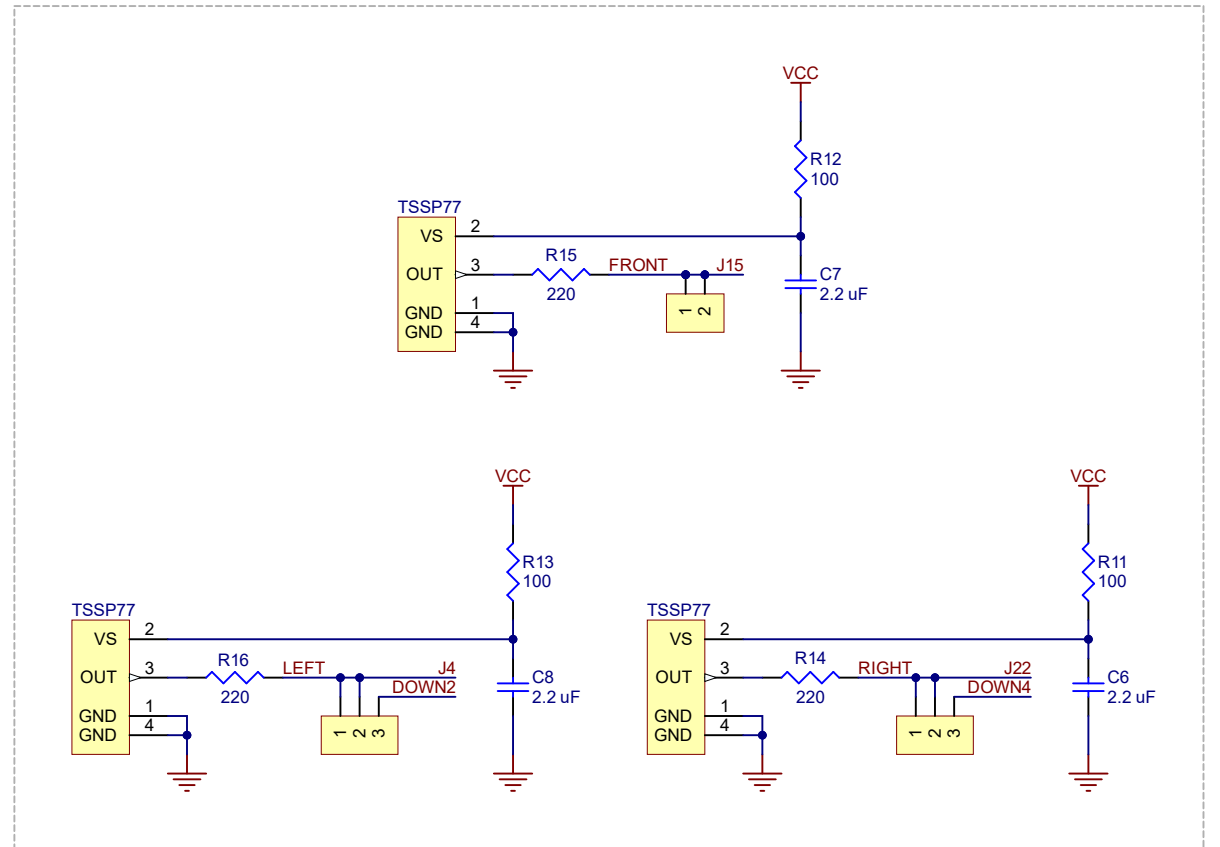 VCC
R12
100
TSSP77
VS 2
OUT 3
GND 1
GND 4
R15
220
FRONT
J15
1 2
C7
2.2 uF
VCC
R13
100
TSSP77
VS 2
OUT 3
GND 1
GND 4
R16
220
LEFT
J4
DOWN2
1 2 3
C8
2.2 uF
VCC
R11
100
TSSP77
VS 2
OUT 3
GND 1
GND 4
R14
220
RIGHT
J22
DOWN4
1 2 3
C6
2.2 uF